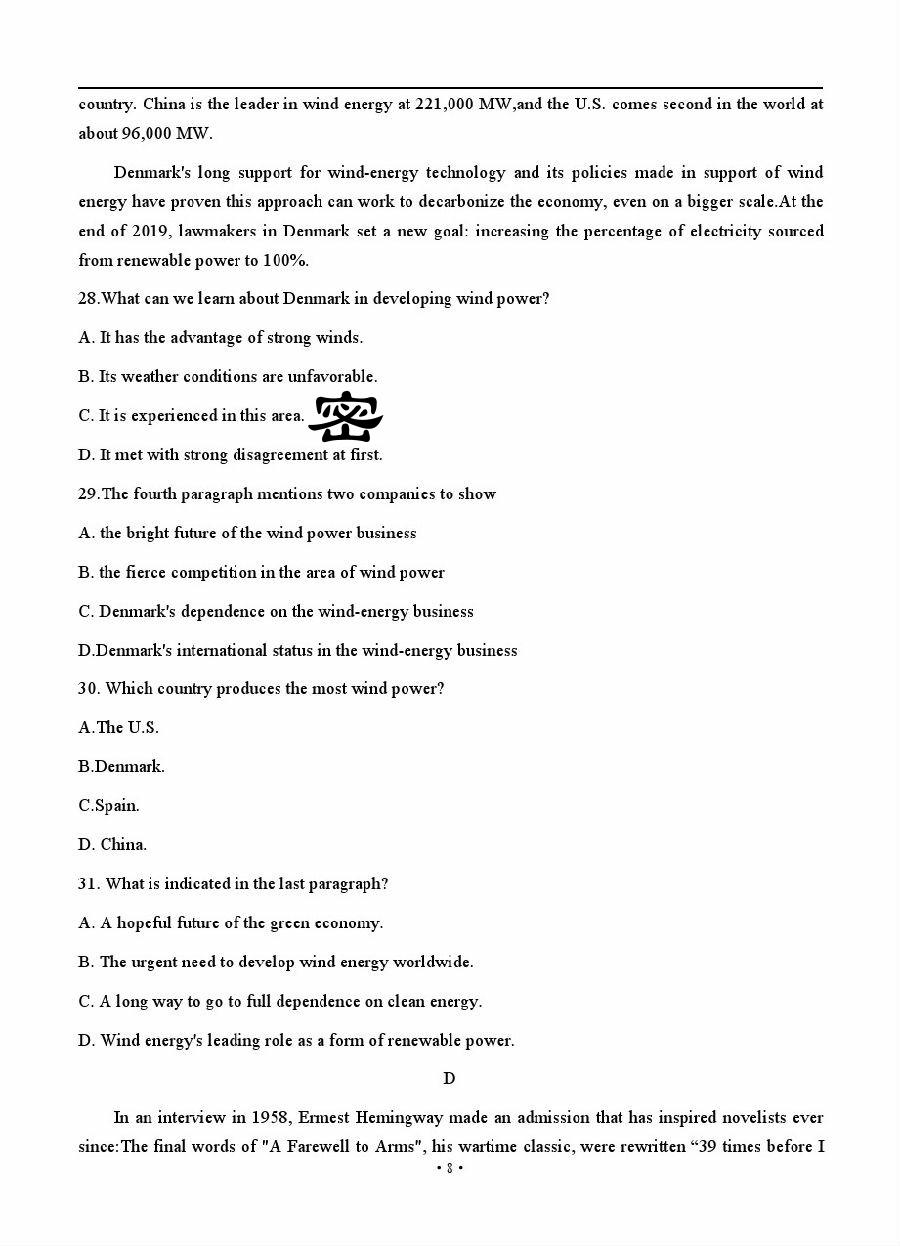 country. China is the leader in wind energy at 221,000 MW,and the U.S. comes second in the world at
about 96,000 MW.
Denmark's long support for wind-energy technology and its policies made in support of wind
energy have proven this approach can work to decarbonize the economy, even on a bigger scale.At the
end of 2019, lawmakers in Denmark set a new goal: increasing the percentage of electricity sourced
from renewable power to 100%.
28.What can we learn about Denmark in developing wind power?
A. It has the advantage of strong winds.
B. Its weather conditions are unfavorable.
C. It is experienced in this area.
密
D. It met with strong disagreement at first.
29.The fourth paragraph mentions two companies to show
A. the bright future of the wind power business
B. the fierce competition in the area of wind power
C. Denmark's dependence on the wind-energy business
D.Denmark's international status in the wind-energy business
30. Which country produces the most wind power?
A.The U.S.
B.Denmark.
C.Spain.
D. China.
31. What is indicated in the last paragraph?
A. A hopeful future of the green economy.
B. The urgent need to develop wind energy worldwide.
C. A long way to go to full dependence on clean energy.
D. Wind energy's leading role as a form of renewable power.
D
In an interview in 1958, Ernest Hemingway made an admission that has inspired novelists ever
since:The final words of "A Farewell to Arms", his wartime classic, were rewritten “39 times before I
• 8 •